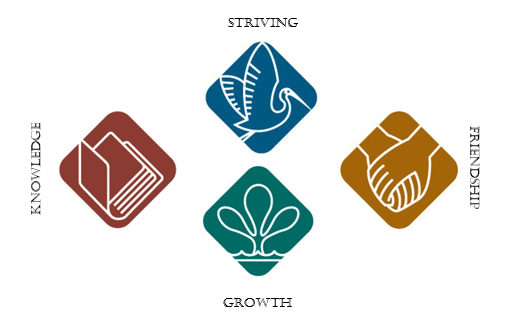 STRIVING
KNOWLEDGE
FRIENDSHIP
GROWTH